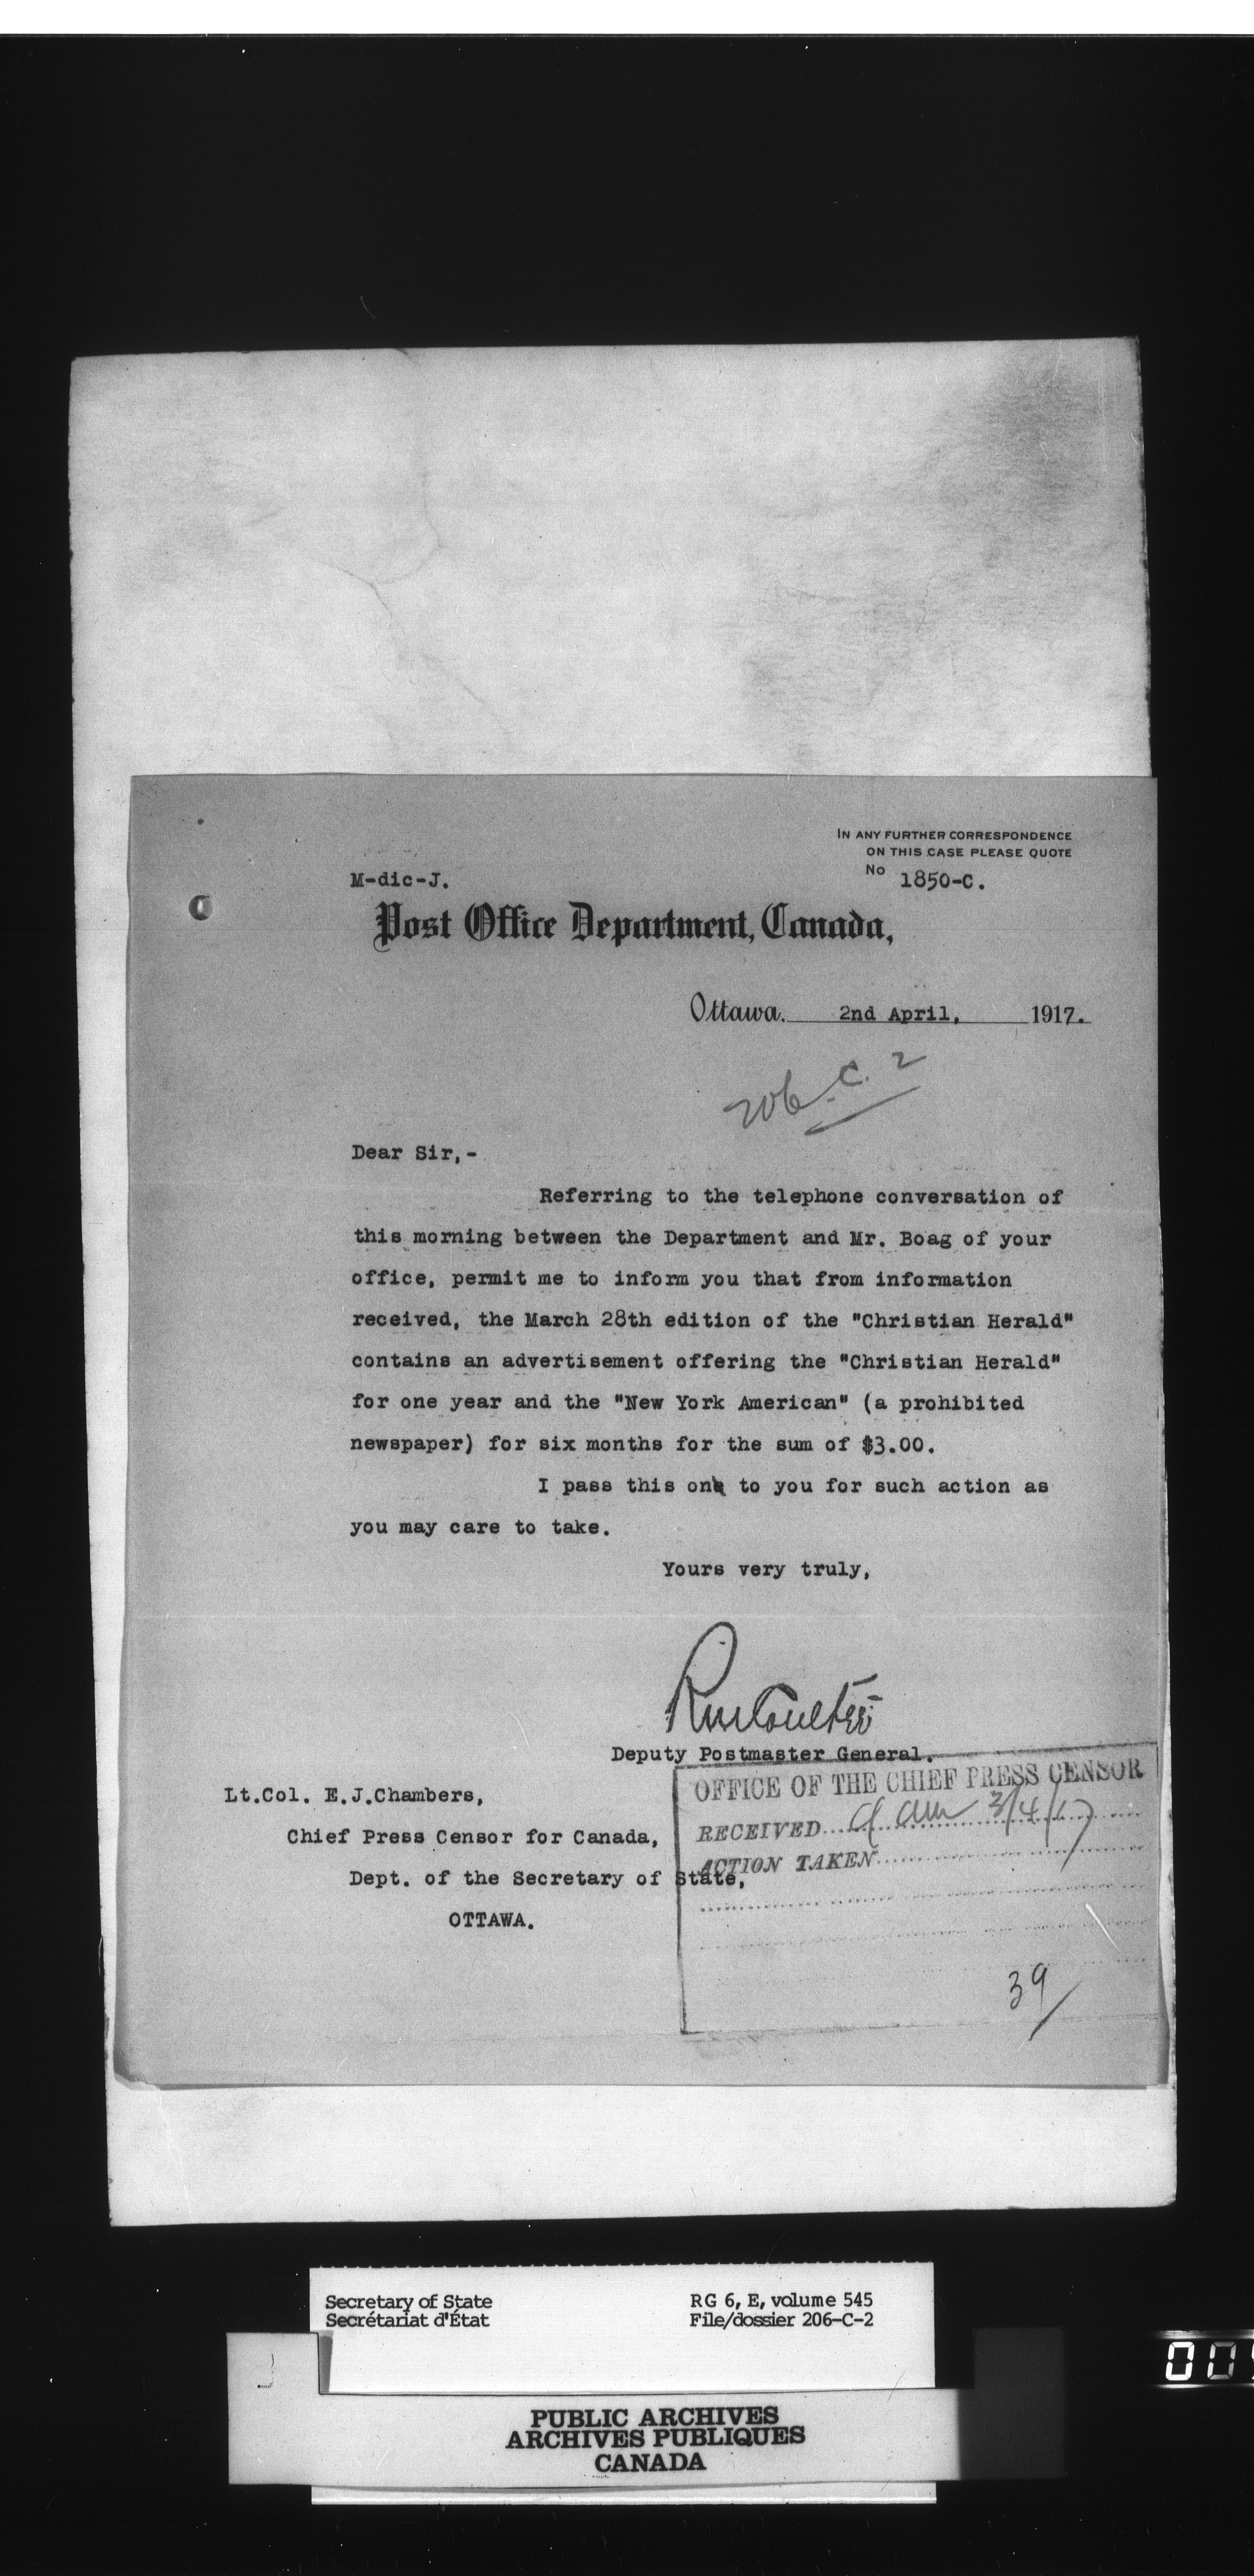 IN ANY FURTHER CORRESPONDENCE
ON THIS CASE PLEASE QUOTE
No 1850-C.
M-dic-J.
Post Office Department, Canada,
Ottawa. 2nd April, 1917.
206-C.2
Dear Sir,-
Referring to the telephone conversation of
this morning between the Department and Mr. Boag of your
office, permit me to inform you that from information
received, the March 28th edition of the "Christian Herald"
contains an advertisement offering the "Christian Herald"
for one year and the "New York American" (a prohibited
newspaper) for six months for the sum of $3.00.
I pass this on to you for such action as
you may care to take.
Yours very truly,
RmCoulter
Deputy Postmaster General.
Lt.Col. E.J.Chambers,
Chief Press Censor for Canada,
Dept. of the Secretary of State,
OTTAWA.
OFFICE OF THE CHIEF PRESS CENSOR
RECEIVED 3/4/17
ACTION TAKEN
39/
Secretary of State
Secrétariat d'État
RG 6, E, volume 545
File/dossier 206-C-2
PUBLIC ARCHIVES
ARCHIVES PUBLIQUES
CANADA
00